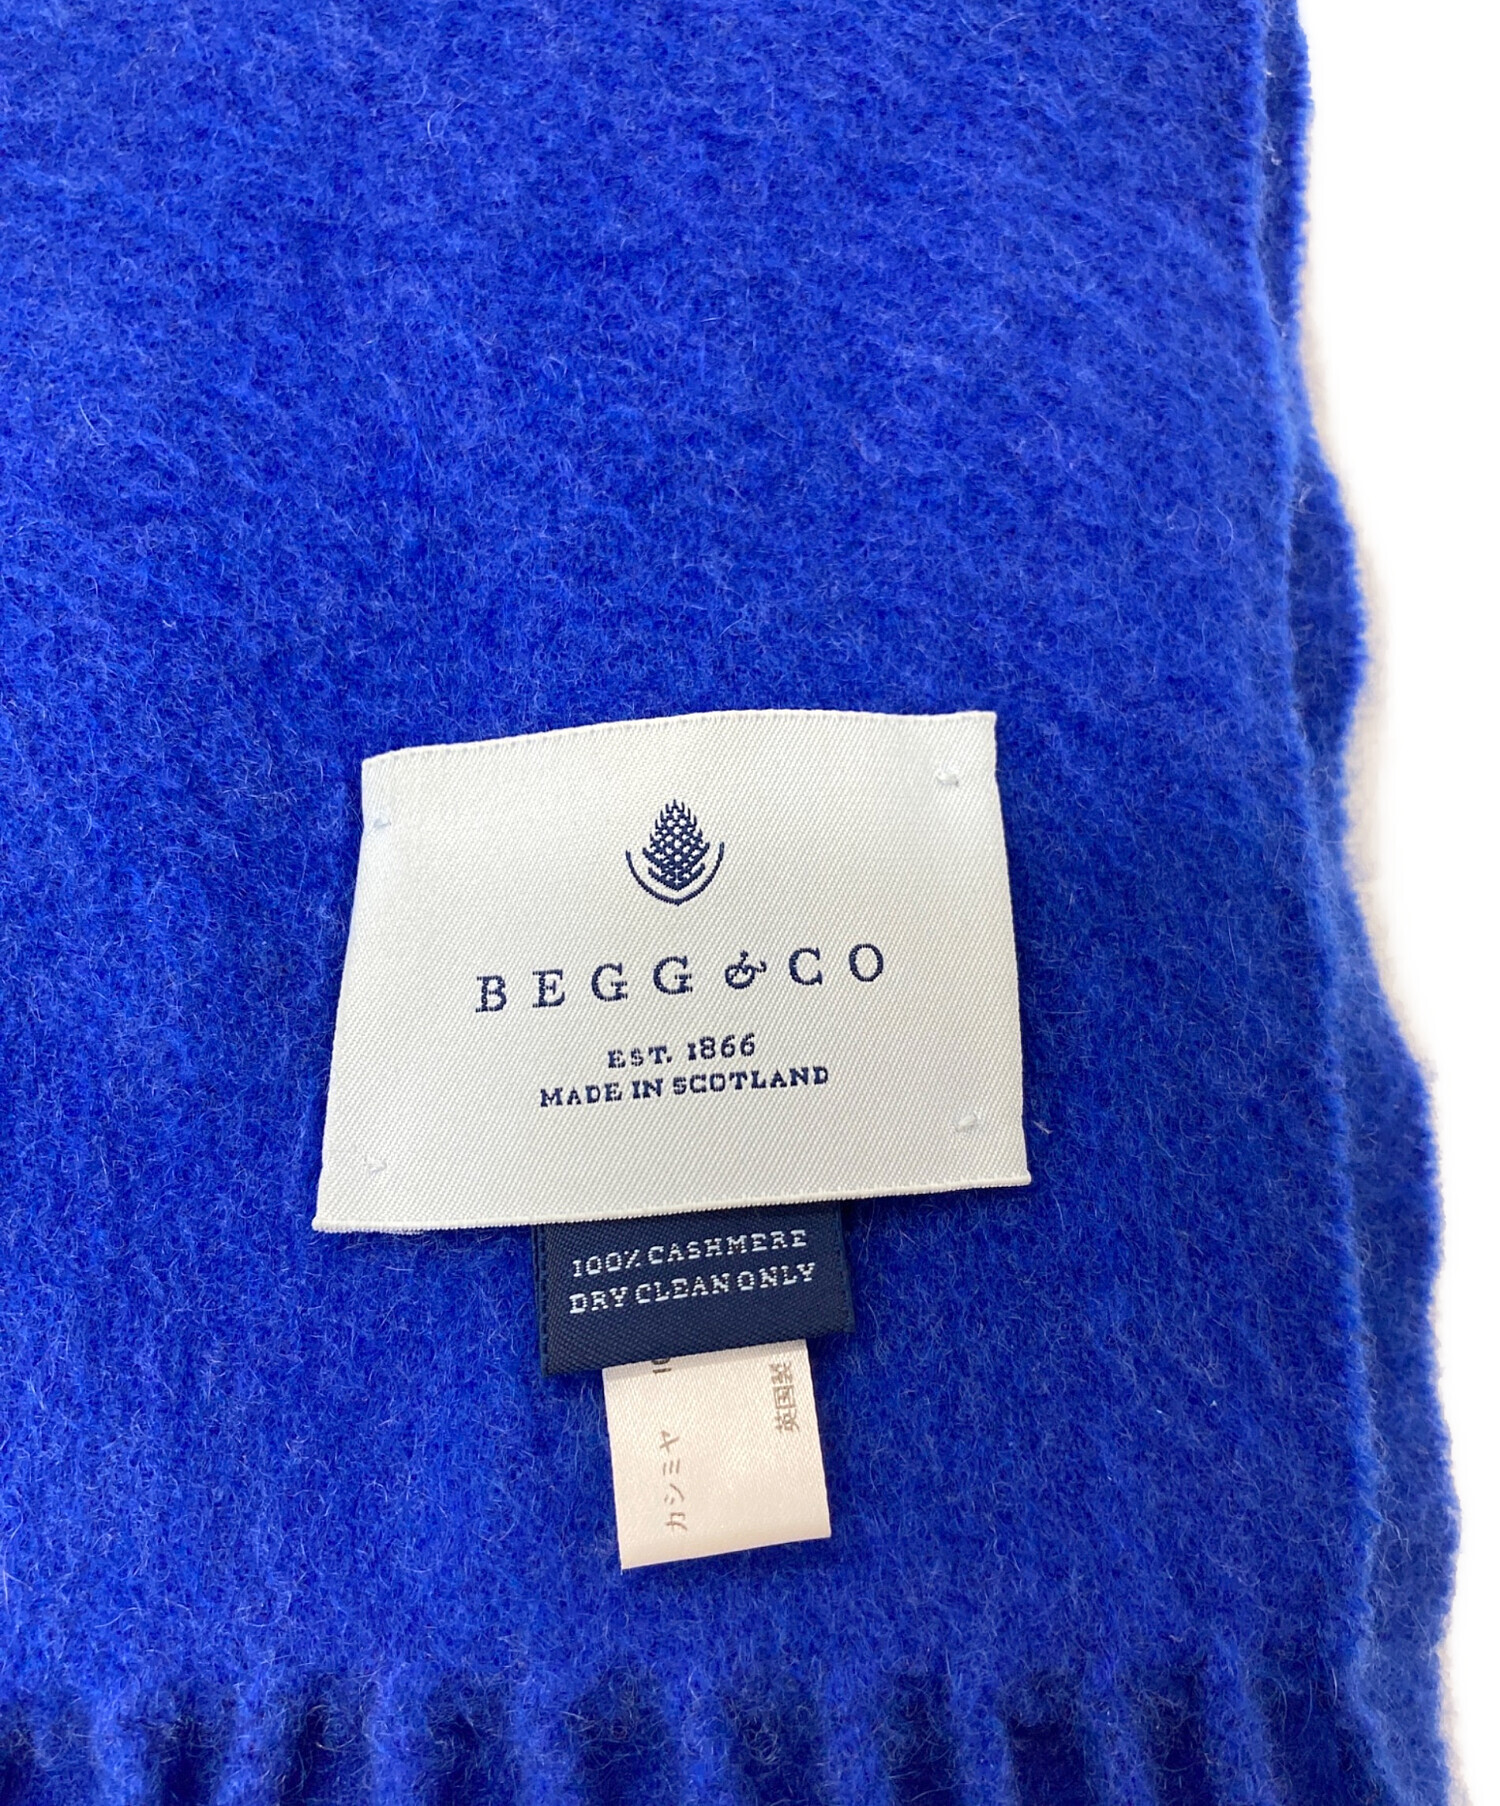 BEGG & CO
EST. 1866
MADE IN SCOTLAND
100% CASHMERE
DRY CLEAN ONLY
カシミヤ
英国製